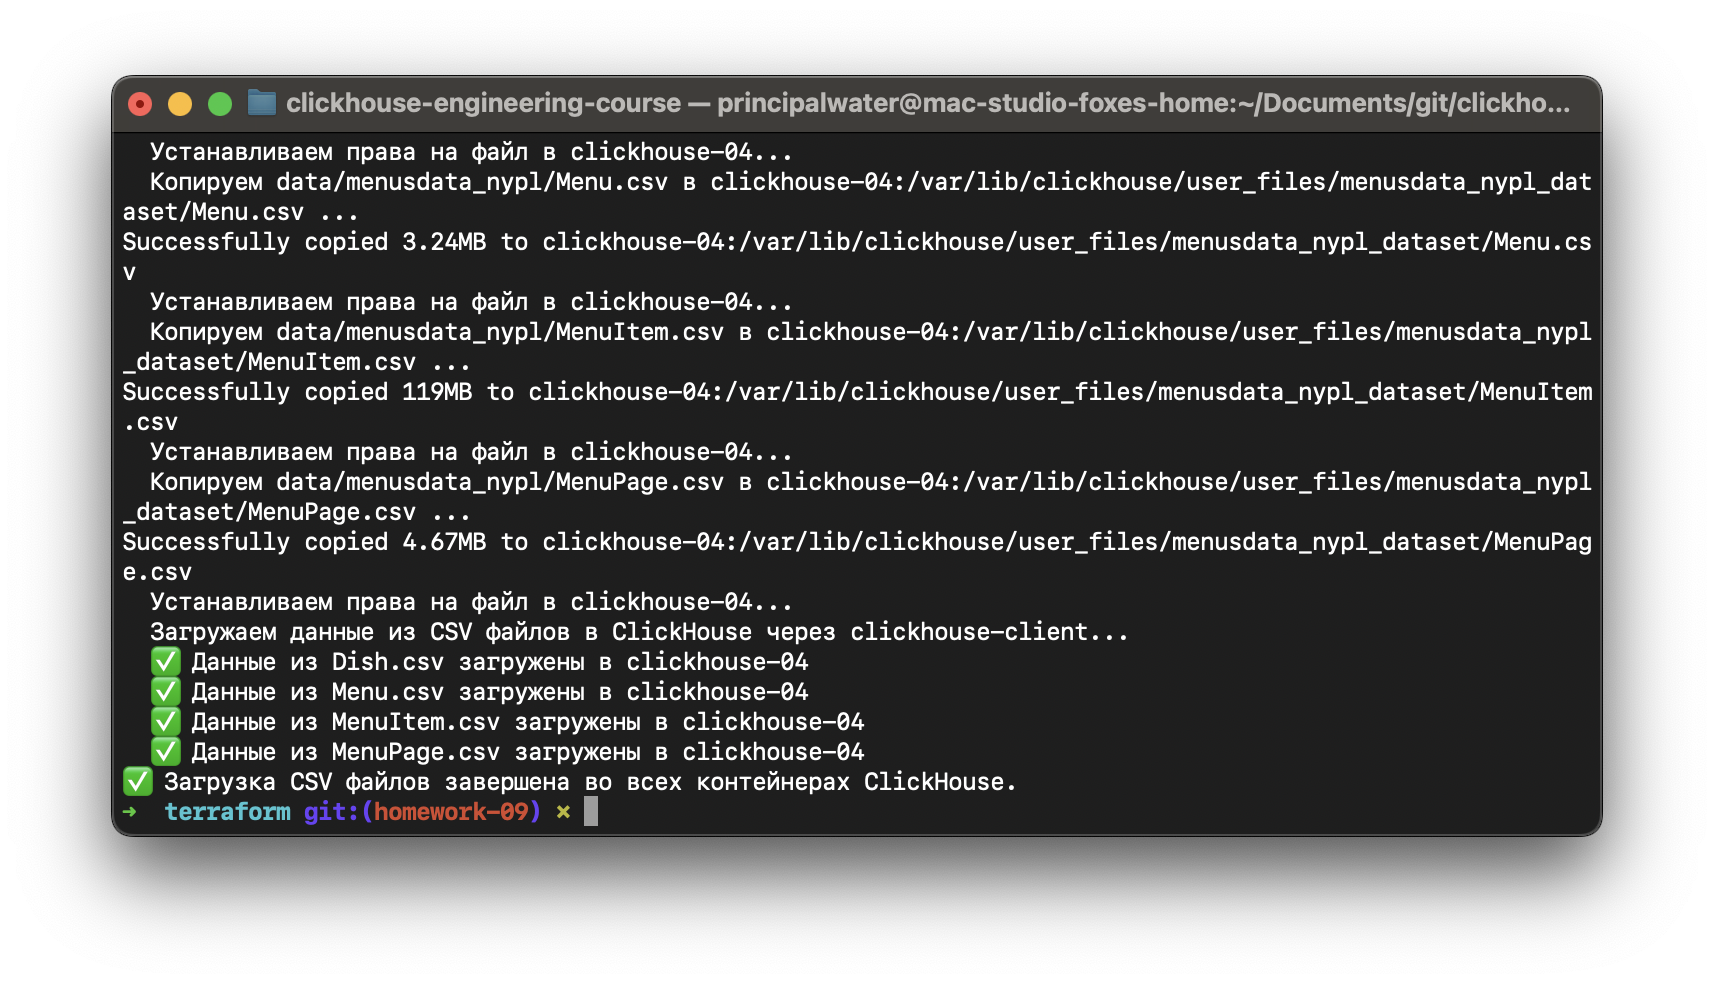 clickhouse-engineering-course — principalwater@mac-studio-foxes-home:~/Documents/git/clickho...
Устанавливаем права на файл в clickhouse-04...
Копируем data/menusdata_nypl/Menu.csv в clickhouse-04:/var/lib/clickhouse/user_files/menusdata_nypl_dat
aset/Menu.csv ...
Successfully copied 3.24MB to clickhouse-04:/var/lib/clickhouse/user_files/menusdata_nypl_dataset/Menu.cs
v
Устанавливаем права на файл в clickhouse-04...
Копируем data/menusdata_nypl/MenuItem.csv в clickhouse-04:/var/lib/clickhouse/user_files/menusdata_nypl
_dataset/MenuItem.csv ...
Successfully copied 119MB to clickhouse-04:/var/lib/clickhouse/user_files/menusdata_nypl_dataset/MenuItem
.csv
Устанавливаем права на файл в clickhouse-04...
Копируем data/menusdata_nypl/MenuPage.csv в clickhouse-04:/var/lib/clickhouse/user_files/menusdata_nypl
_dataset/MenuPage.csv ...
Successfully copied 4.67MB to clickhouse-04:/var/lib/clickhouse/user_files/menusdata_nypl_dataset/MenuPag
e.csv
Устанавливаем права на файл в clickhouse-04...
Загружаем данные из CSV файлов в ClickHouse через clickhouse-client...
✅ Данные из Dish.csv загружены в clickhouse-04
✅ Данные из Menu.csv загружены в clickhouse-04
✅ Данные из MenuItem.csv загружены в clickhouse-04
✅ Данные из MenuPage.csv загружены в clickhouse-04
✅ Загрузка CSV файлов завершена во всех контейнерах ClickHouse.
➜ terraform git:(homework-09) ✗